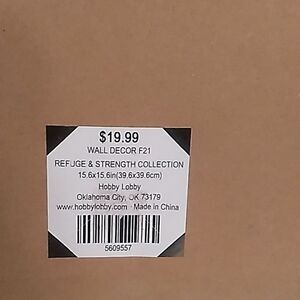 $19.99
WALL DECOR F21
REFUGE & STRENGTH COLLECTION
15.6x15.6in(39.6x39.6cm)
Hobby Lobby
Oklahoma City, OK 73179
www.hobbylobby.com Made in China
5609557